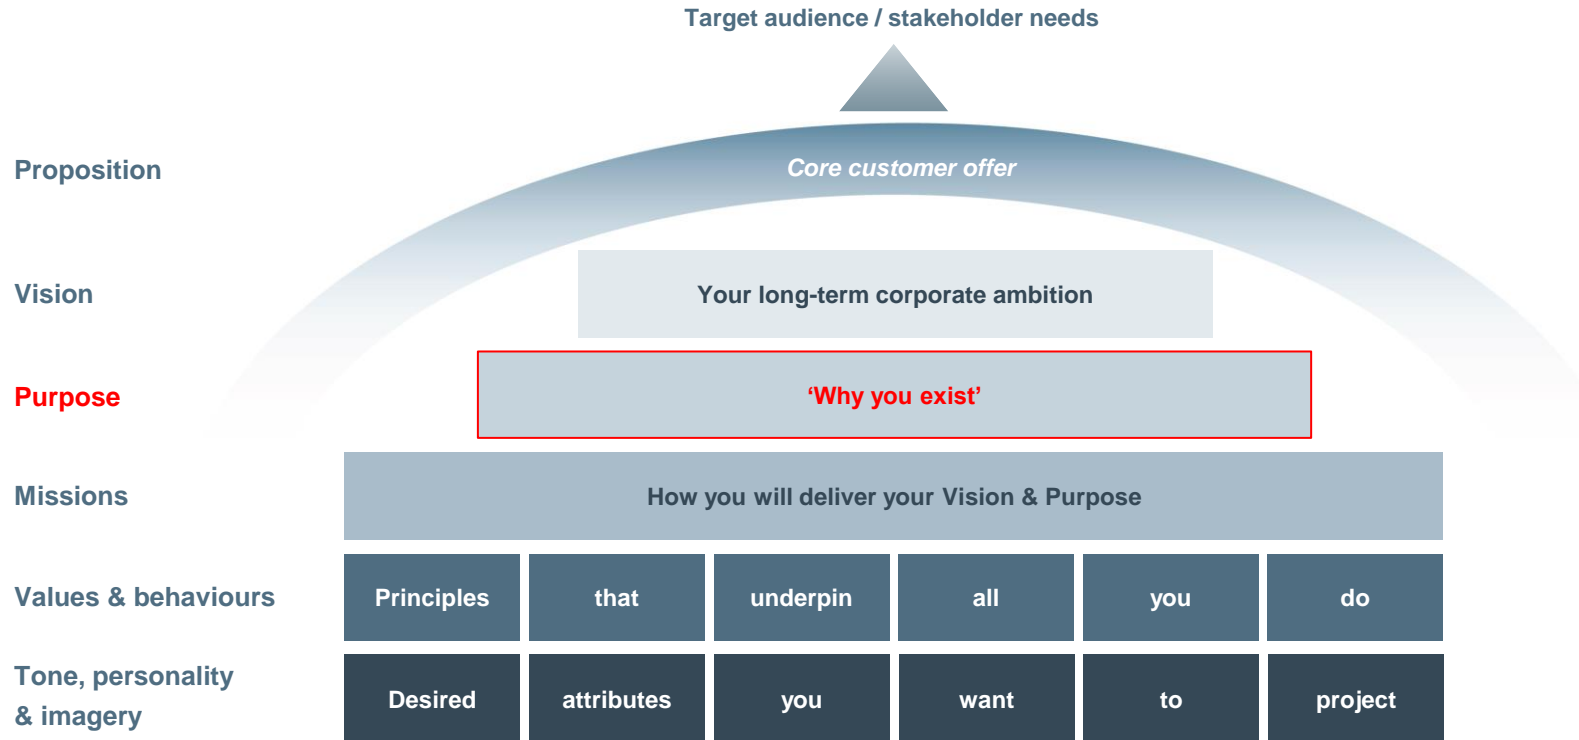 Target audience / stakeholder needs
Proposition
Core customer offer
Vision
Your long-term corporate ambition
Purpose
‘Why you exist’
Missions
How you will deliver your Vision & Purpose
Values & behaviours
Principles that underpin all you do
Tone, personality
& imagery
Desired attributes you want to project